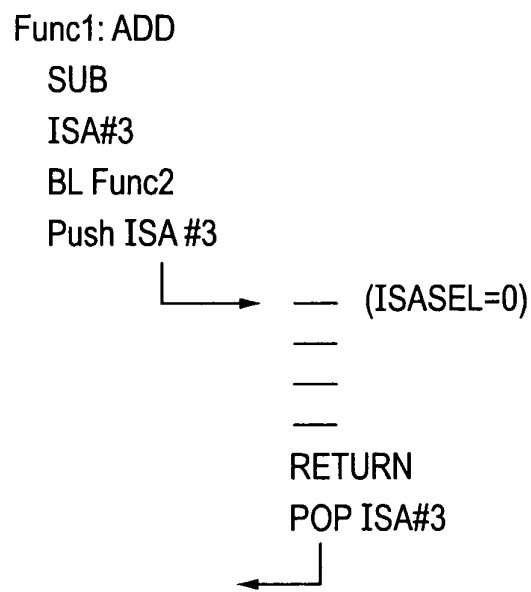 Func1: ADD
SUB
ISA#3
BL Func2
Push ISA #3
(ISASEL=0)
RETURN
POP ISA#3